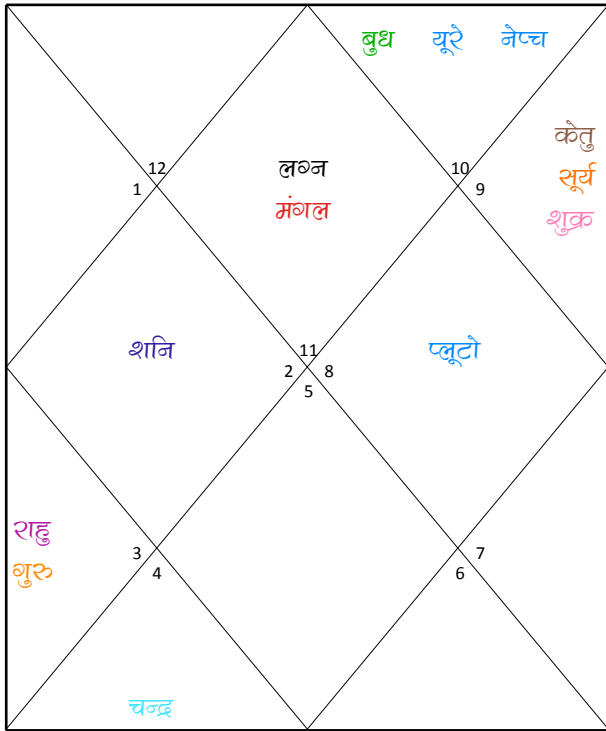 बुध यूरे नेप्च
केतु
सूर्य
शुक्र
12
1
लग्न
मंगल
10
9
शनि
11
2 8
5
प्लूटो
राहु
गुरु
3
4
7
6
चन्द्र